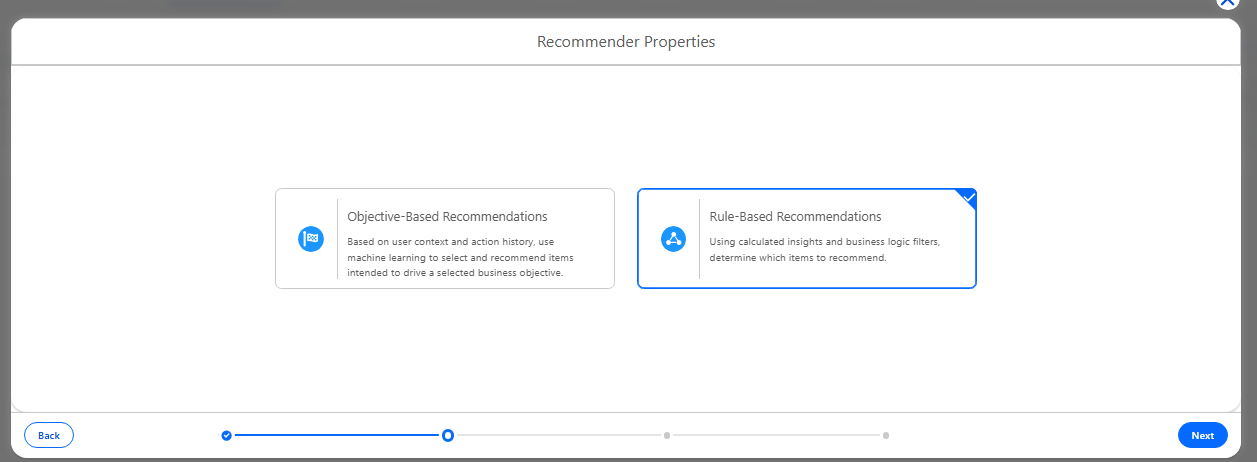 Recommender Properties
Objective-Based Recommendations
Based on user context and action history, use
machine learning to select and recommend items
intended to drive a selected business objective.
Rule-Based Recommendations
Using calculated insights and business logic filters,
determine which items to recommend.
Back
Next